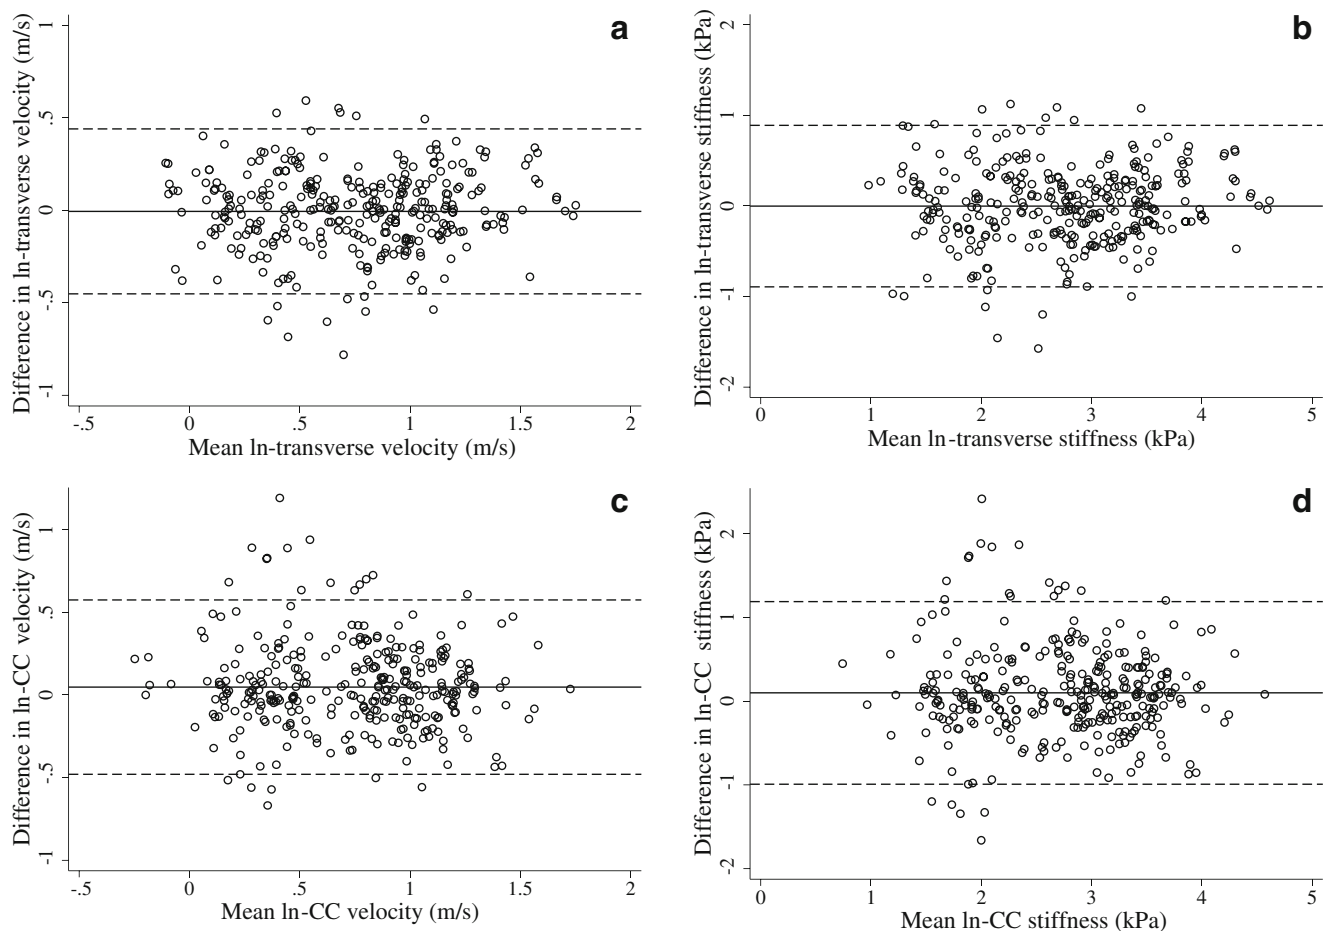 a
Difference in ln-transverse velocity (m/s)
1
.5
0
-.5
-1
-.5 0 .5 1 1.5 2
Mean ln-transverse velocity (m/s)
b
Difference in ln-transverse stiffness (kPa)
2
1
0
-1
-2
0 1 2 3 4 5
Mean ln-transverse stiffness (kPa)
c
Difference in ln-CC velocity (m/s)
1
.5
0
-.5
-1
-.5 0 .5 1 1.5 2
Mean ln-CC velocity (m/s)
d
Difference in ln-CC stiffness (kPa)
2
1
0
-1
-2
0 1 2 3 4 5
Mean ln-CC stiffness (kPa)